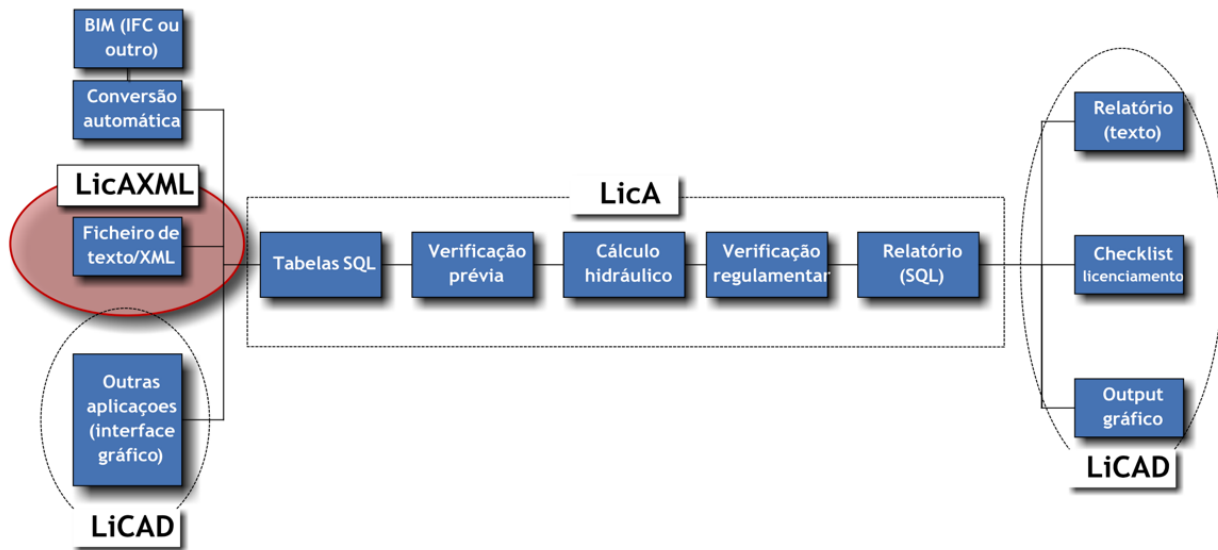 BIM (IFC ou
outro)
Conversão
automática
LicAXML
Ficheiro de
texto/XML
Outras
aplicaçoes
(interface
gráfico)
LiCAD
LicA
Tabelas SQL
Verificação
prévia
Cálculo
hidráulico
Verificação
regulamentar
Relatório
(SQL)
Relatório
(texto)
Checklist
licenciamento
Output
gráfico
LiCAD